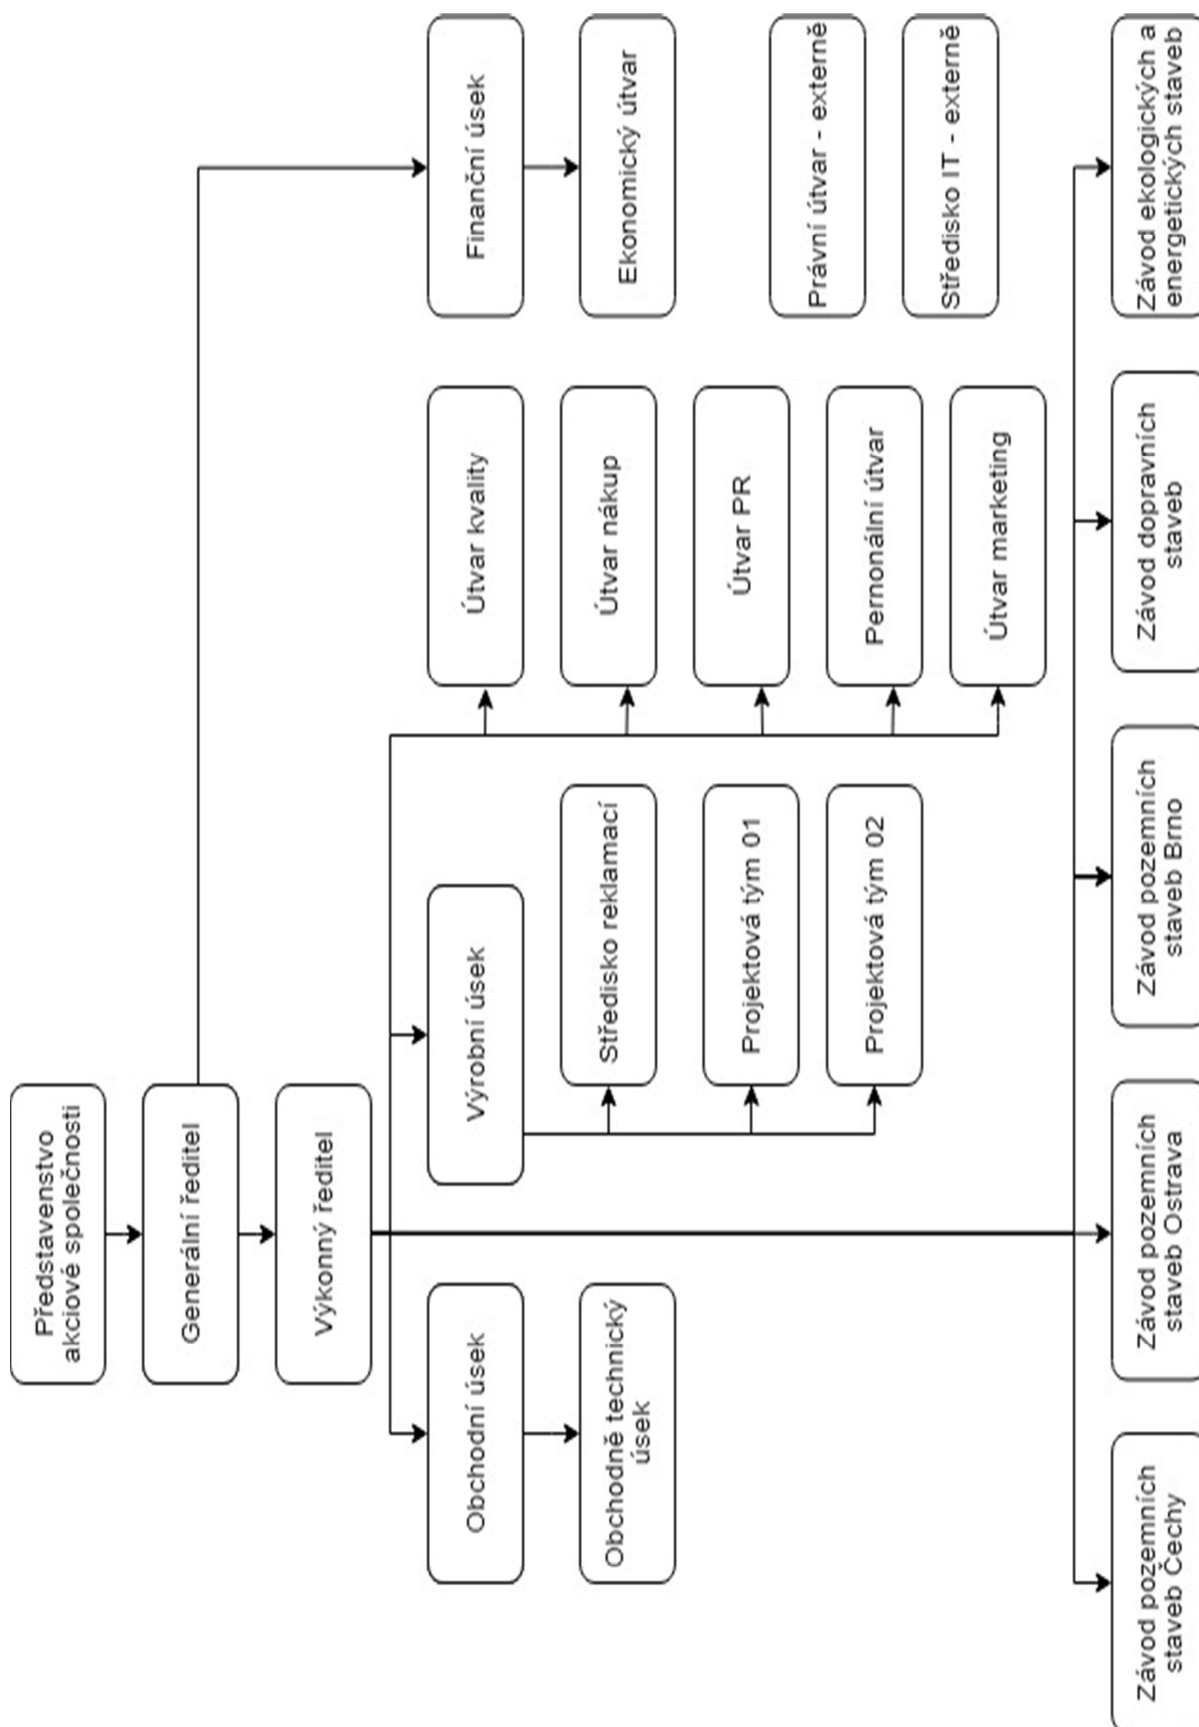 Představenstvo
akciové společnosti
Generální ředitel
Výkonný ředitel
Obchodní úsek
Obchodně technický
úsek
Výrobní úsek
Středisko reklamací
Projektová tým 01
Projektová tým 02
Útvar kvality
Útvar nákup
Útvar PR
Pernonální útvar
Útvar marketing
Finanční úsek
Ekonomický útvar
Právní útvar - externě
Středisko IT - externě
Závod pozemních
staveb Čechy
Závod pozemních
staveb Ostrava
Závod pozemních
staveb Brno
Závod dopravních
staveb
Závod ekologických a
energetických staveb